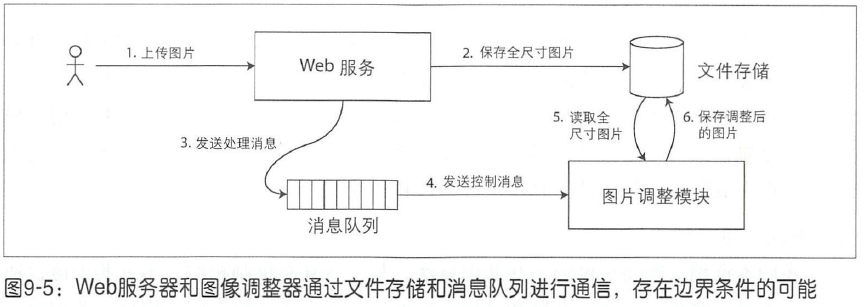 1. 上传图片
Web 服务
2. 保存全尺寸图片
文件存储
3. 发送处理消息
消息队列
4. 发送控制消息
5. 读取全
尺寸图片
6. 保存调整后
的图片
图片调整模块
图9-5：Web服务器和图像调整器通过文件存储和消息队列进行通信，存在边界条件的可能